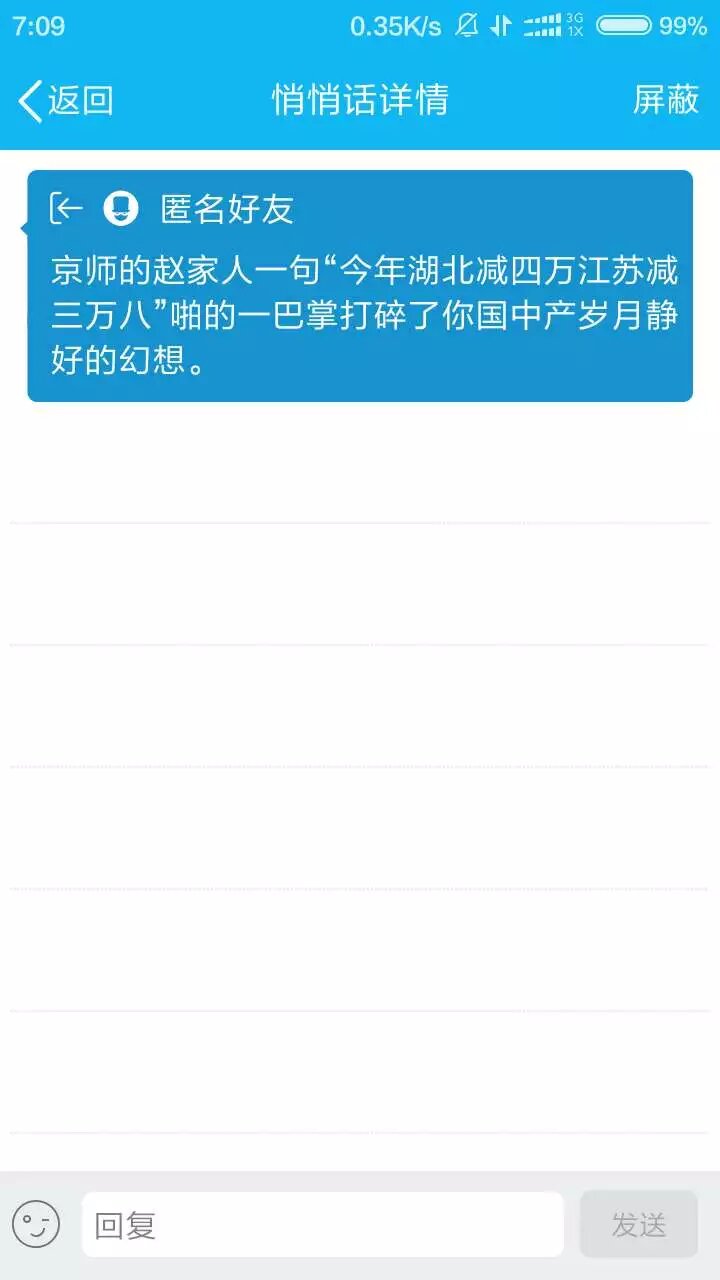 7:09 0.35K/s 3G 1X 99%
返回 悄悄话详情 屏蔽
匿名好友
京师的赵家人一句“今年湖北减四万江苏减
三万八”啪的一巴掌打碎了你国中产岁月静
好的幻想。
回复 发送